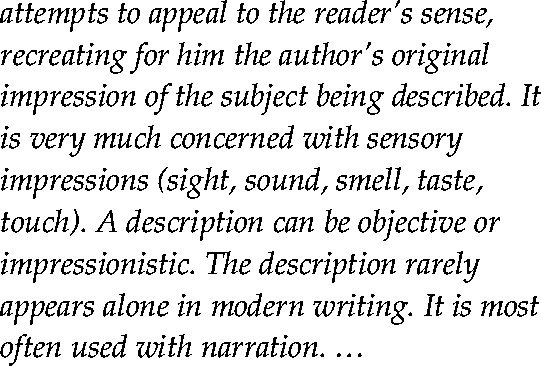 attempts to appeal to the reader's sense,
recreating for him the author's original
impression of the subject being described. It
is very much concerned with sensory
impressions (sight, sound, smell, taste,
touch). A description can be objective or
impressionistic. The description rarely
appears alone in modern writing. It is most
often used with narration. …